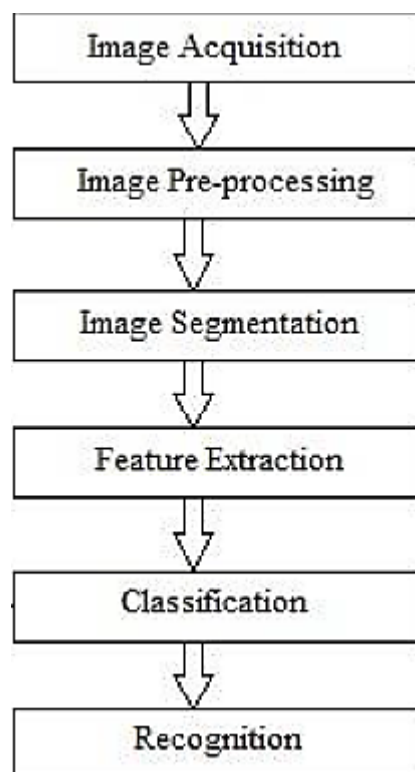 Image Acquisition
Image Pre-processing
Image Segmentation
Feature Extraction
Classification
Recognition